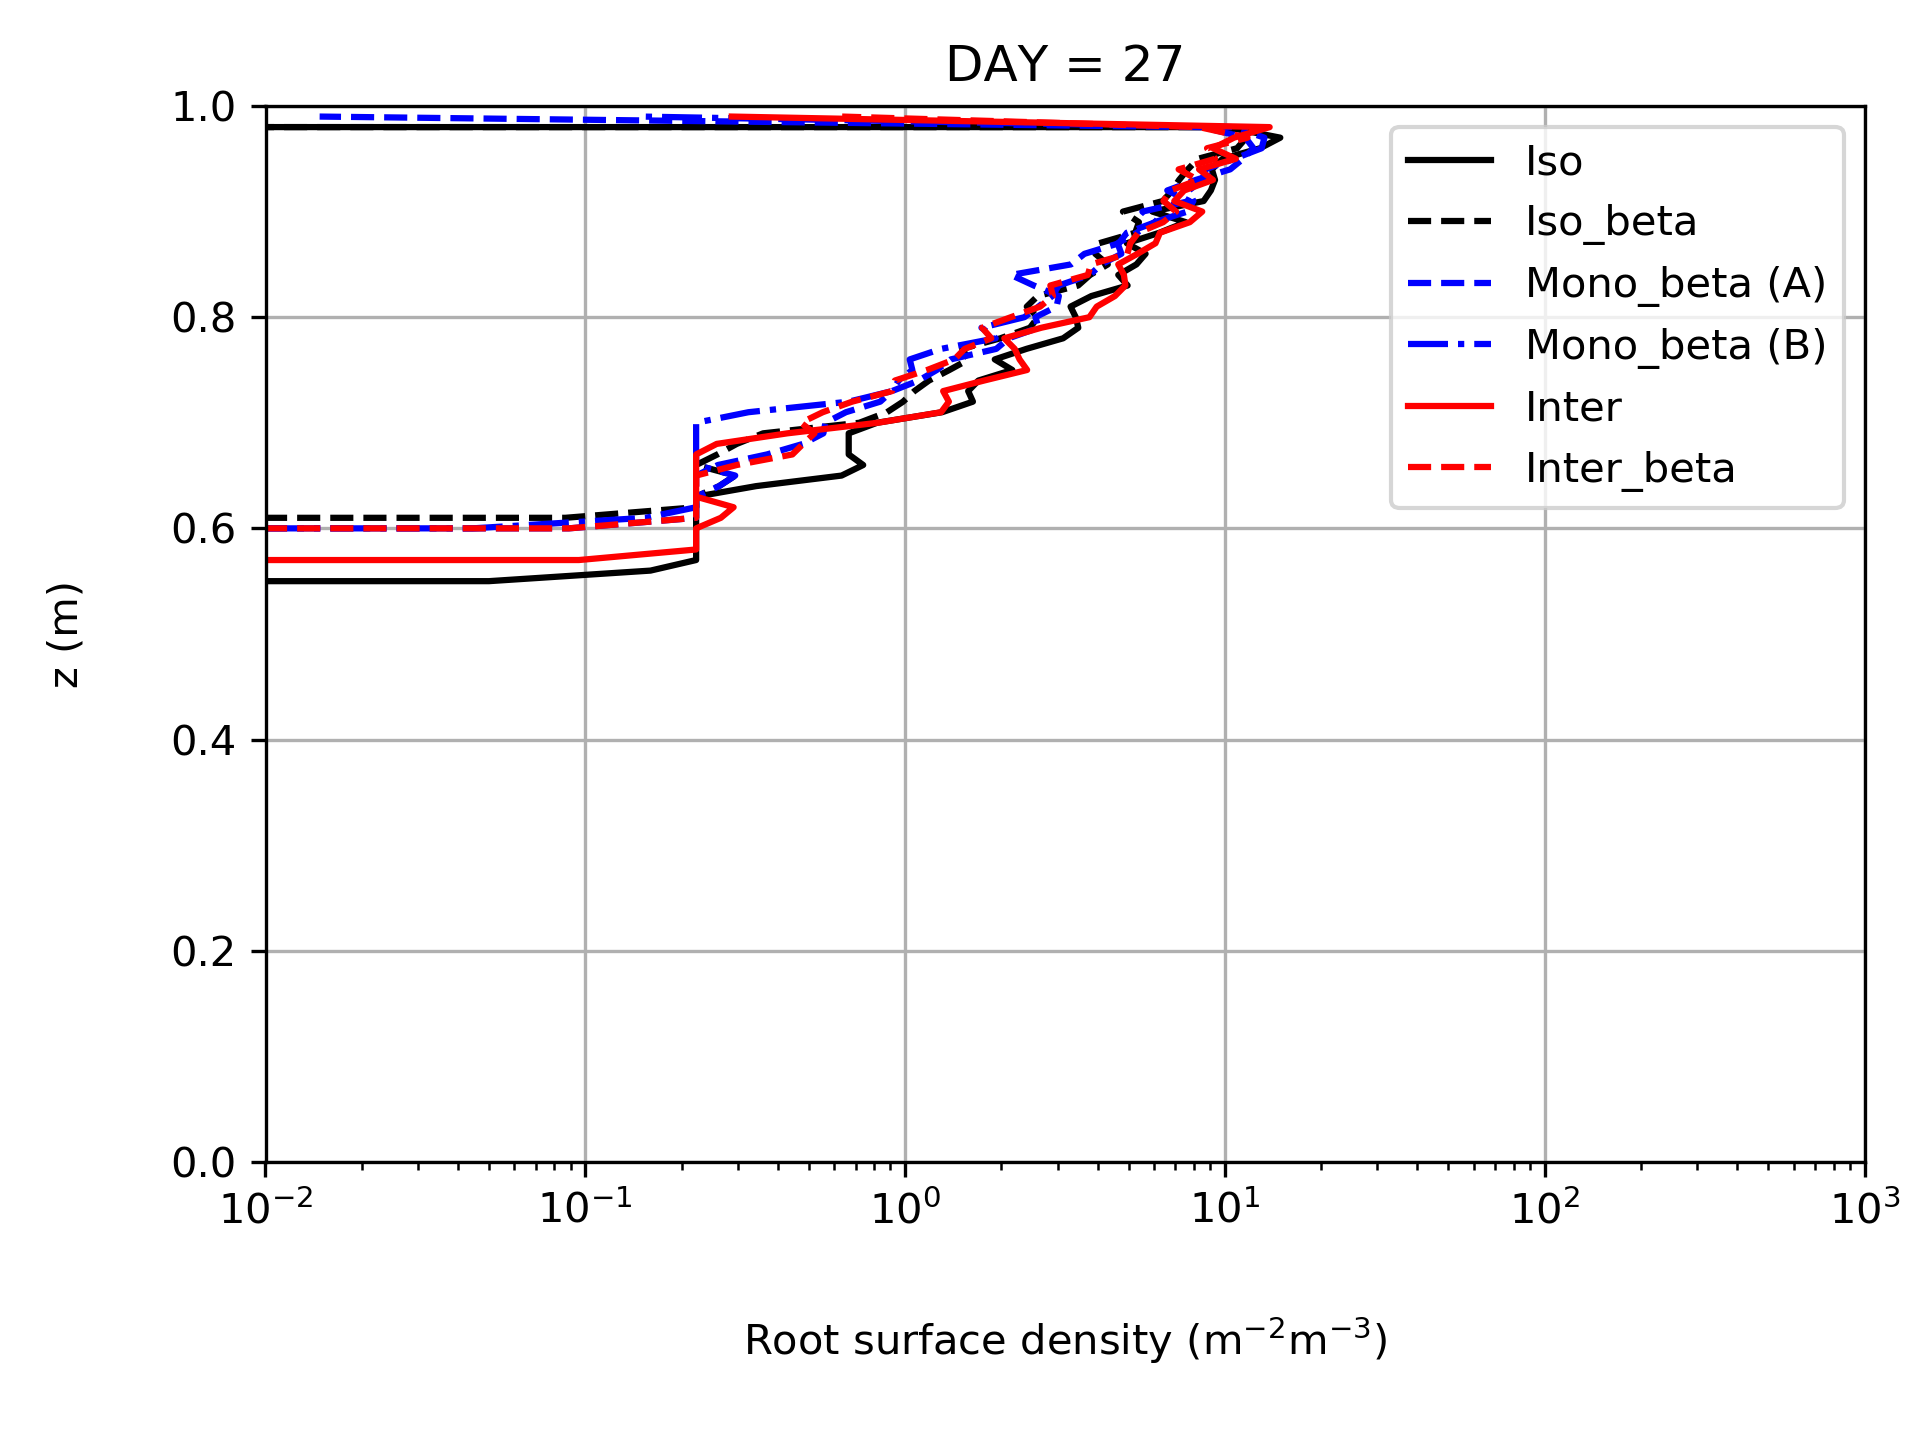 DAY = 27
1.0
0.8
0.6
0.4
0.2
0.0
z (m)
Iso
Iso_beta
Mono_beta (A)
Mono_beta (B)
Inter
Inter_beta
10⁻² 10⁻¹ 10⁰ 10¹ 10² 10³
Root surface density (m⁻²m⁻³)